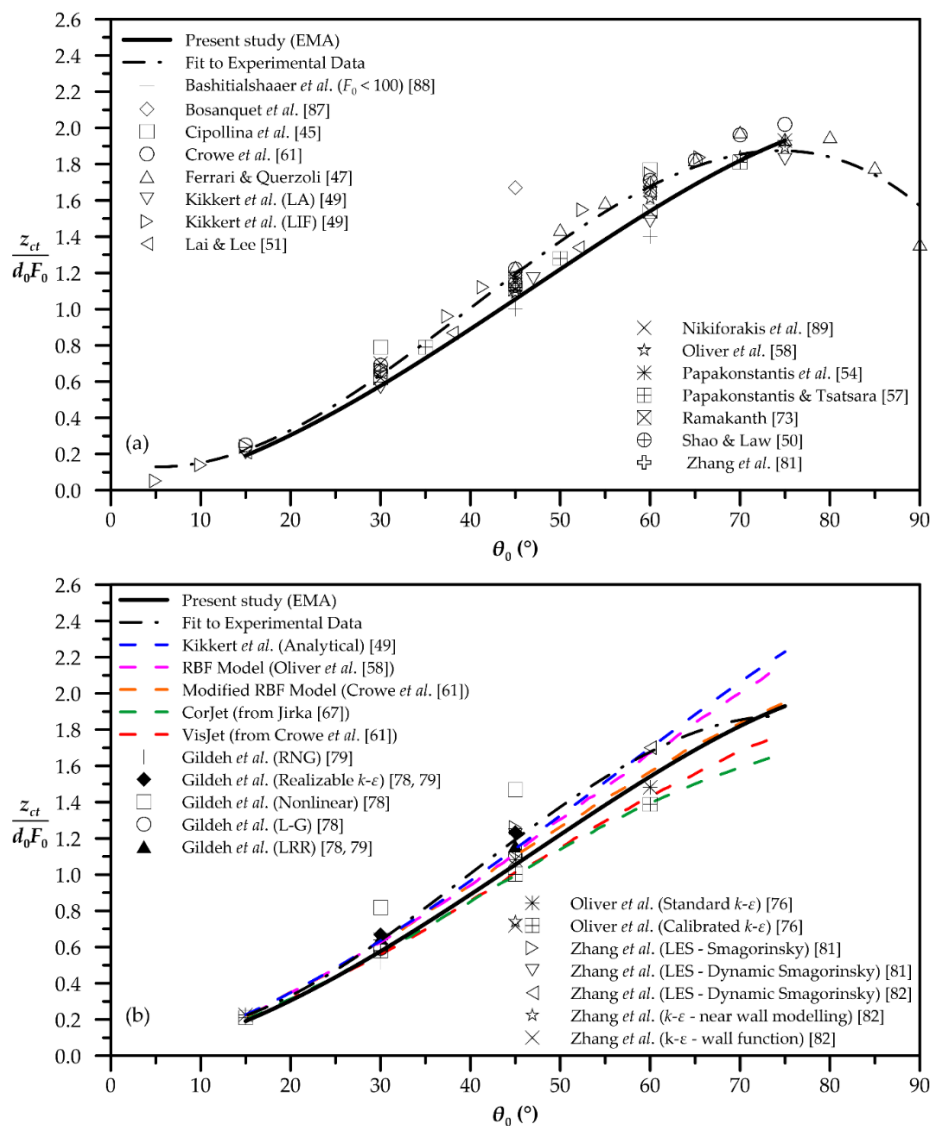 2.6
2.4
2.2
2.0
1.8
1.6
1.4
1.2
1.0
0.8
0.6
0.4
0.2
0.0
z_ct
d_0F_0
Present study (EMA)
Fit to Experimental Data
Bashitialshaaer et al. (F_0 < 100) [88]
Bosanquet et al. [87]
Cipollina et al. [45]
Crowe et al. [61]
Ferrari & Querzoli [47]
Kikkert et al. (LA) [49]
Kikkert et al. (LIF) [49]
Lai & Lee [51]
Nikiforakis et al. [89]
Oliver et al. [58]
Papakonstantis et al. [54]
Papakonstantis & Tsatsara [57]
Ramakanth [73]
Shao & Law [50]
Zhang et al. [81]
(a)
0 10 20 30 40 50 60 70 80 90
θ_0 (°)
2.6
2.4
2.2
2.0
1.8
1.6
1.4
1.2
1.0
0.8
0.6
0.4
0.2
0.0
z_ct
d_0F_0
Present study (EMA)
Fit to Experimental Data
Kikkert et al. (Analytical) [49]
RBF Model (Oliver et al. [58])
Modified RBF Model (Crowe et al. [61])
CorJet (from Jirka [67])
VisJet (from Crowe et al. [61])
Gildeh et al. (RNG) [79]
Gildeh et al. (Realizable k-ε) [78, 79]
Gildeh et al. (Nonlinear) [78]
Gildeh et al. (L-G) [78]
Gildeh et al. (LRR) [78, 79]
Oliver et al. (Standard k-ε) [76]
Oliver et al. (Calibrated k-ε) [76]
Zhang et al. (LES - Smagorinsky) [81]
Zhang et al. (LES - Dynamic Smagorinsky) [81]
Zhang et al. (LES - Dynamic Smagorinsky) [82]
Zhang et al. (k-ε - near wall modelling) [82]
Zhang et al. (k-ε - wall function) [82]
(b)
0 10 20 30 40 50 60 70 80 90
θ_0 (°)